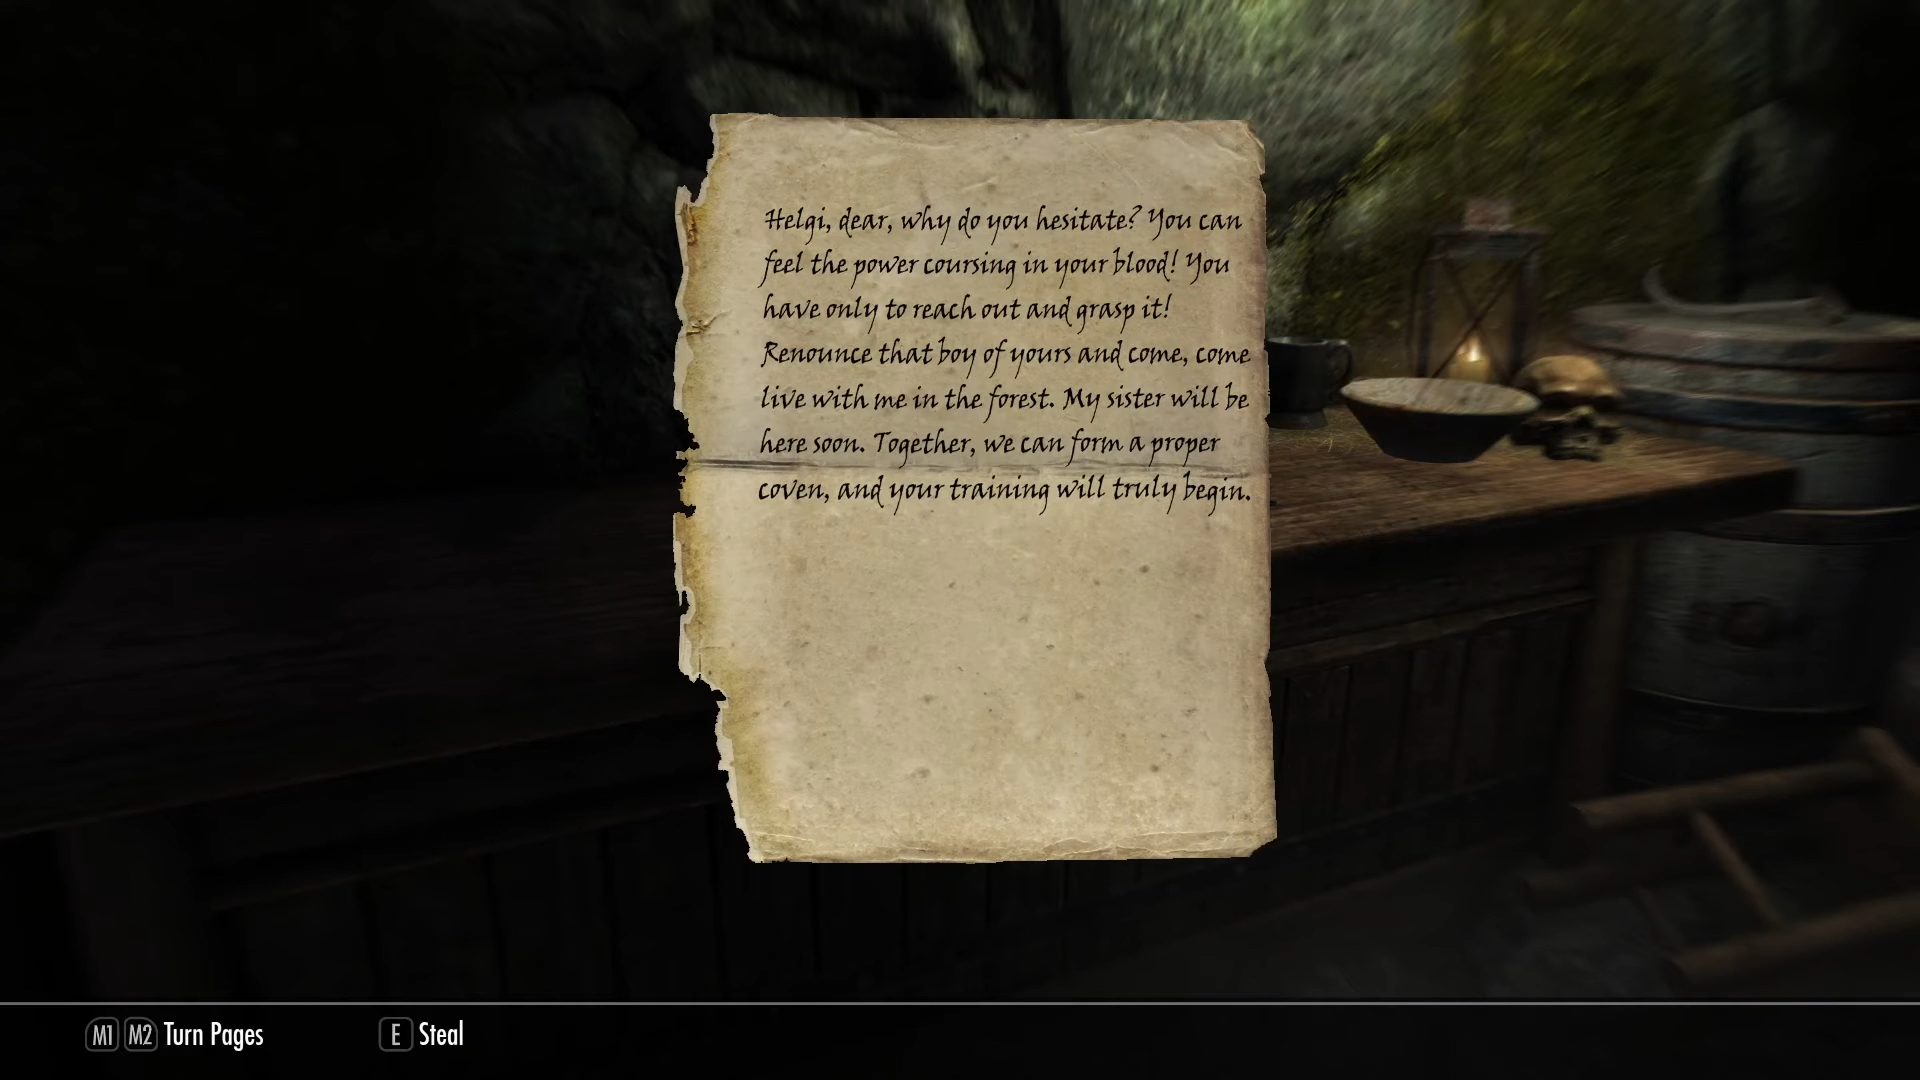 Helgi, dear, why do you hesitate? You can
feel the power coursing in your blood! You
have only to reach out and grasp it!
Renounce that boy of yours and come, come
live with me in the forest. My sister will be
here soon. Together, we can form a proper
coven, and your training will truly begin.
M1 M2 Turn Pages E Steal